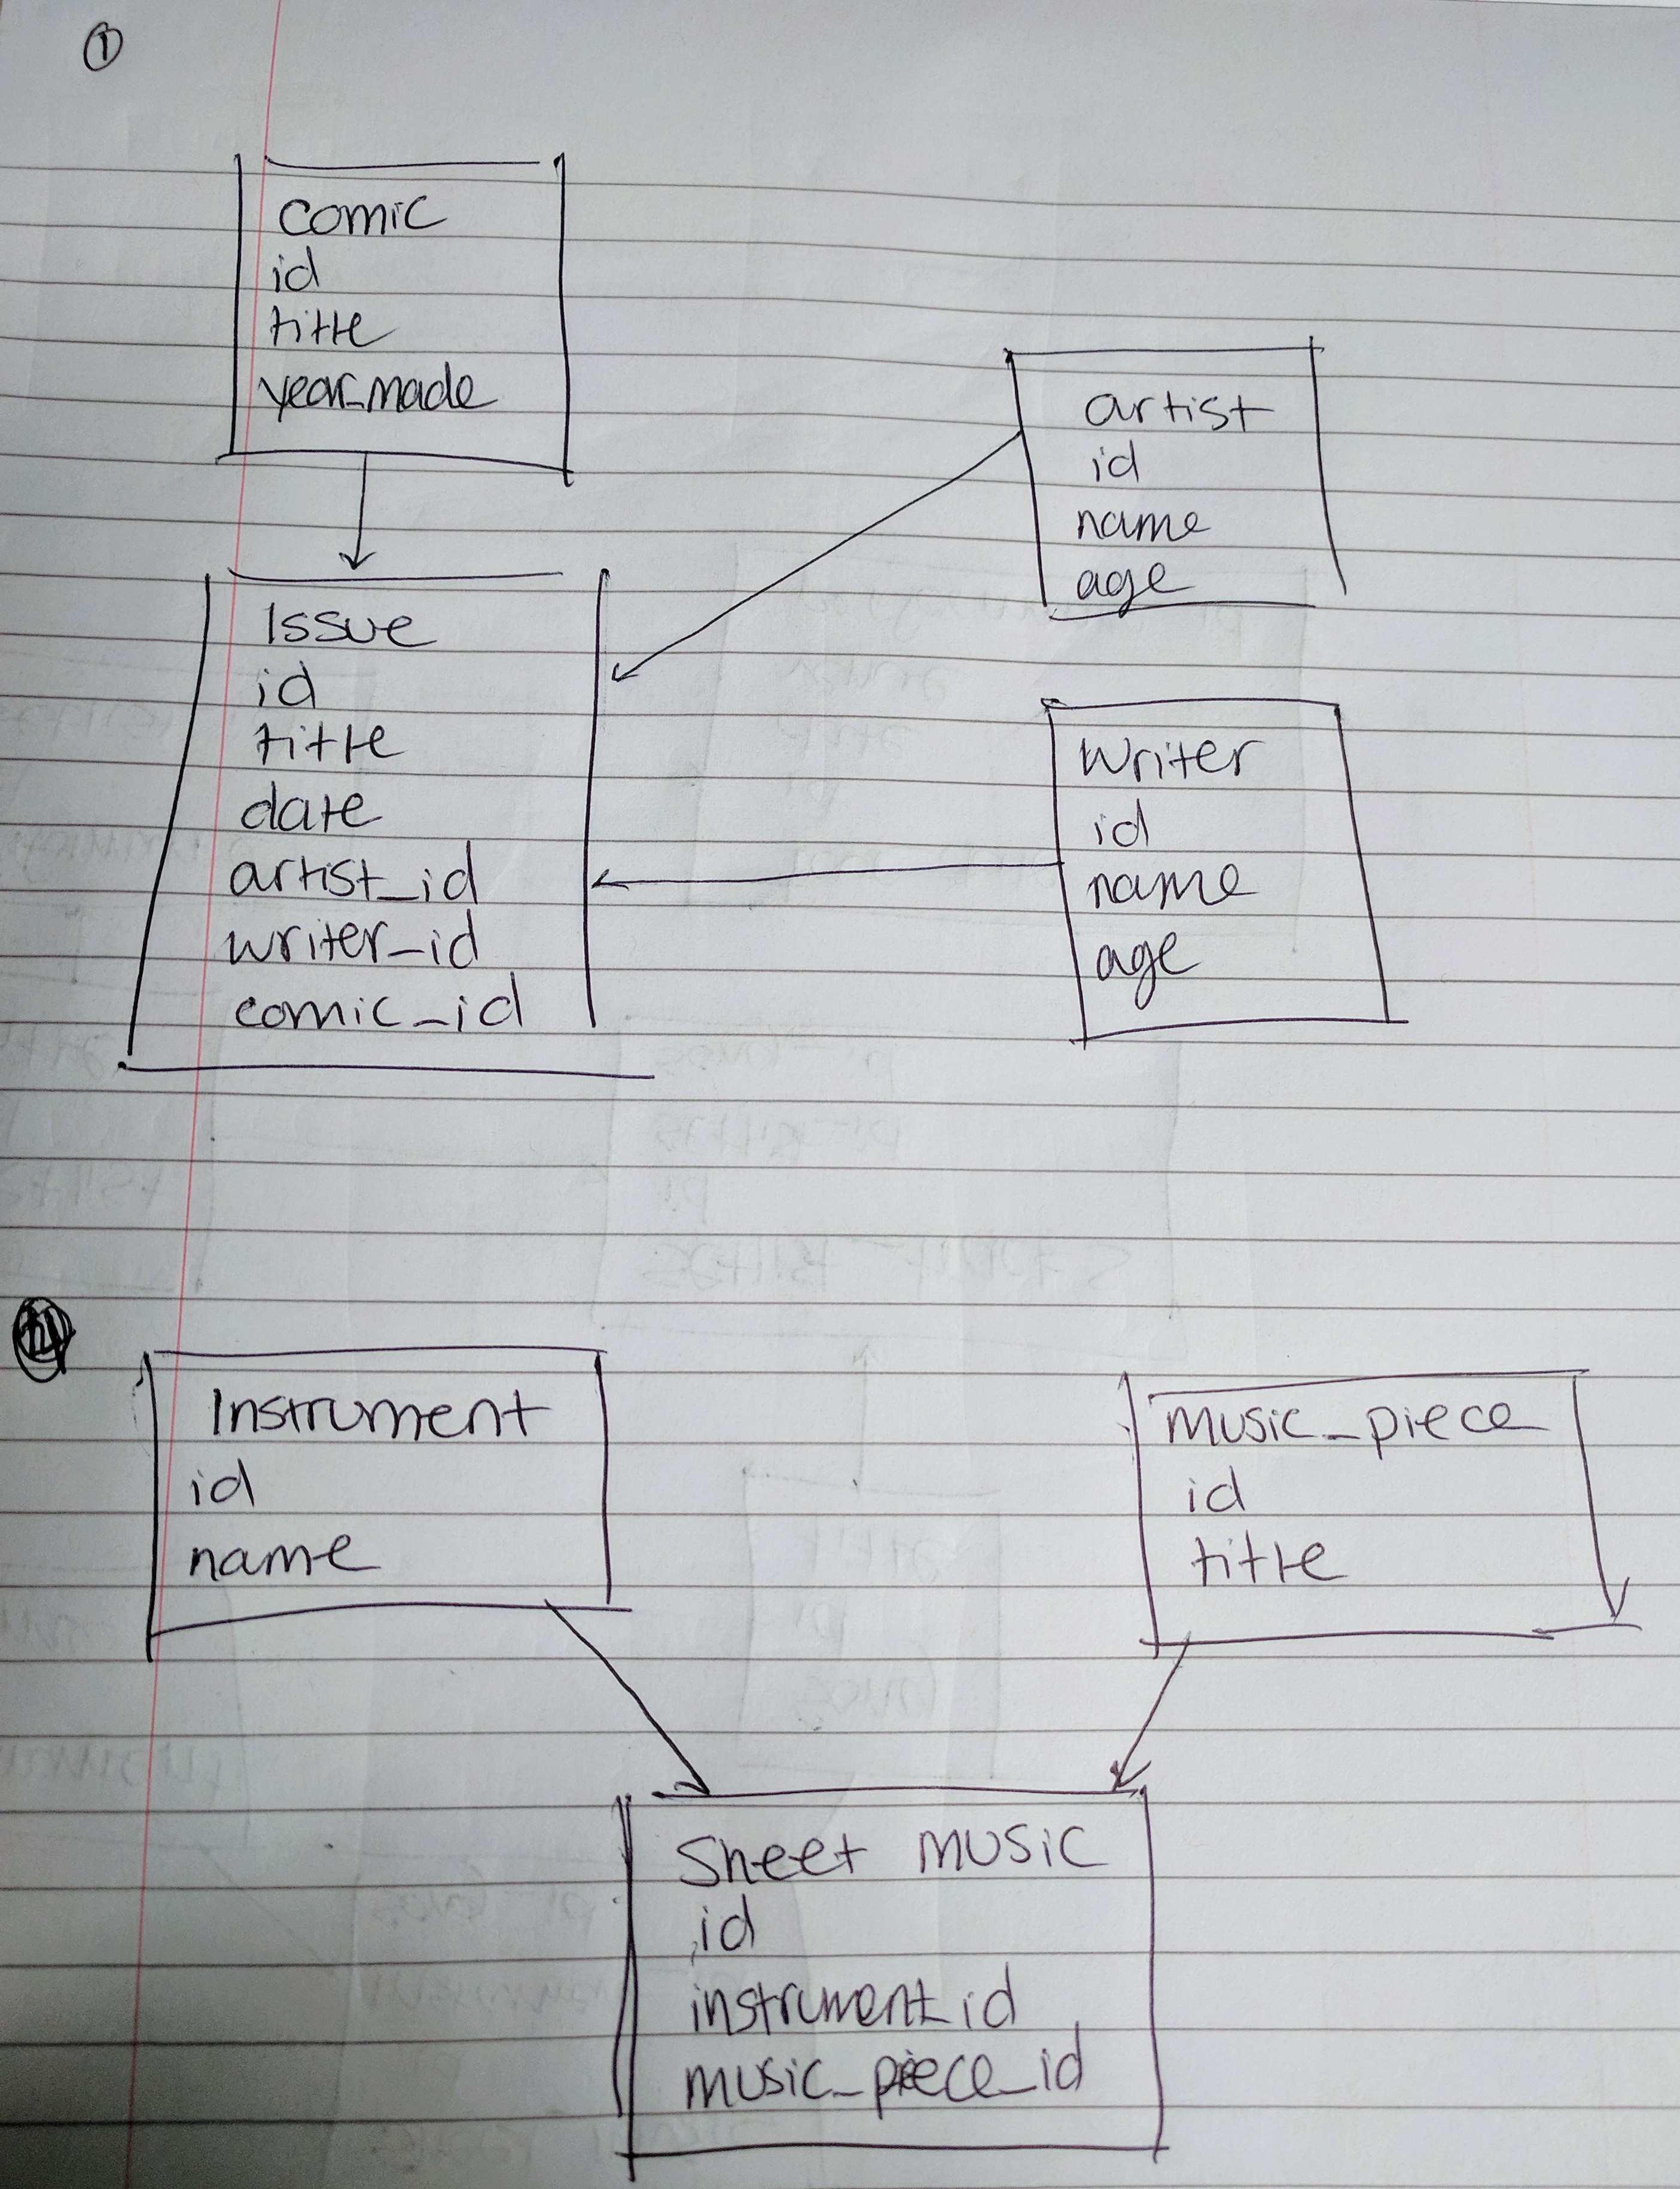 1
comic
id
title
year_made
artist
id
name
age
Issue
id
title
date
artist_id
writer_id
comic_id
writer
id
name
age
Instrument
id
name
music_piece
id
title
Sheet music
id
instrument_id
music_piece_id